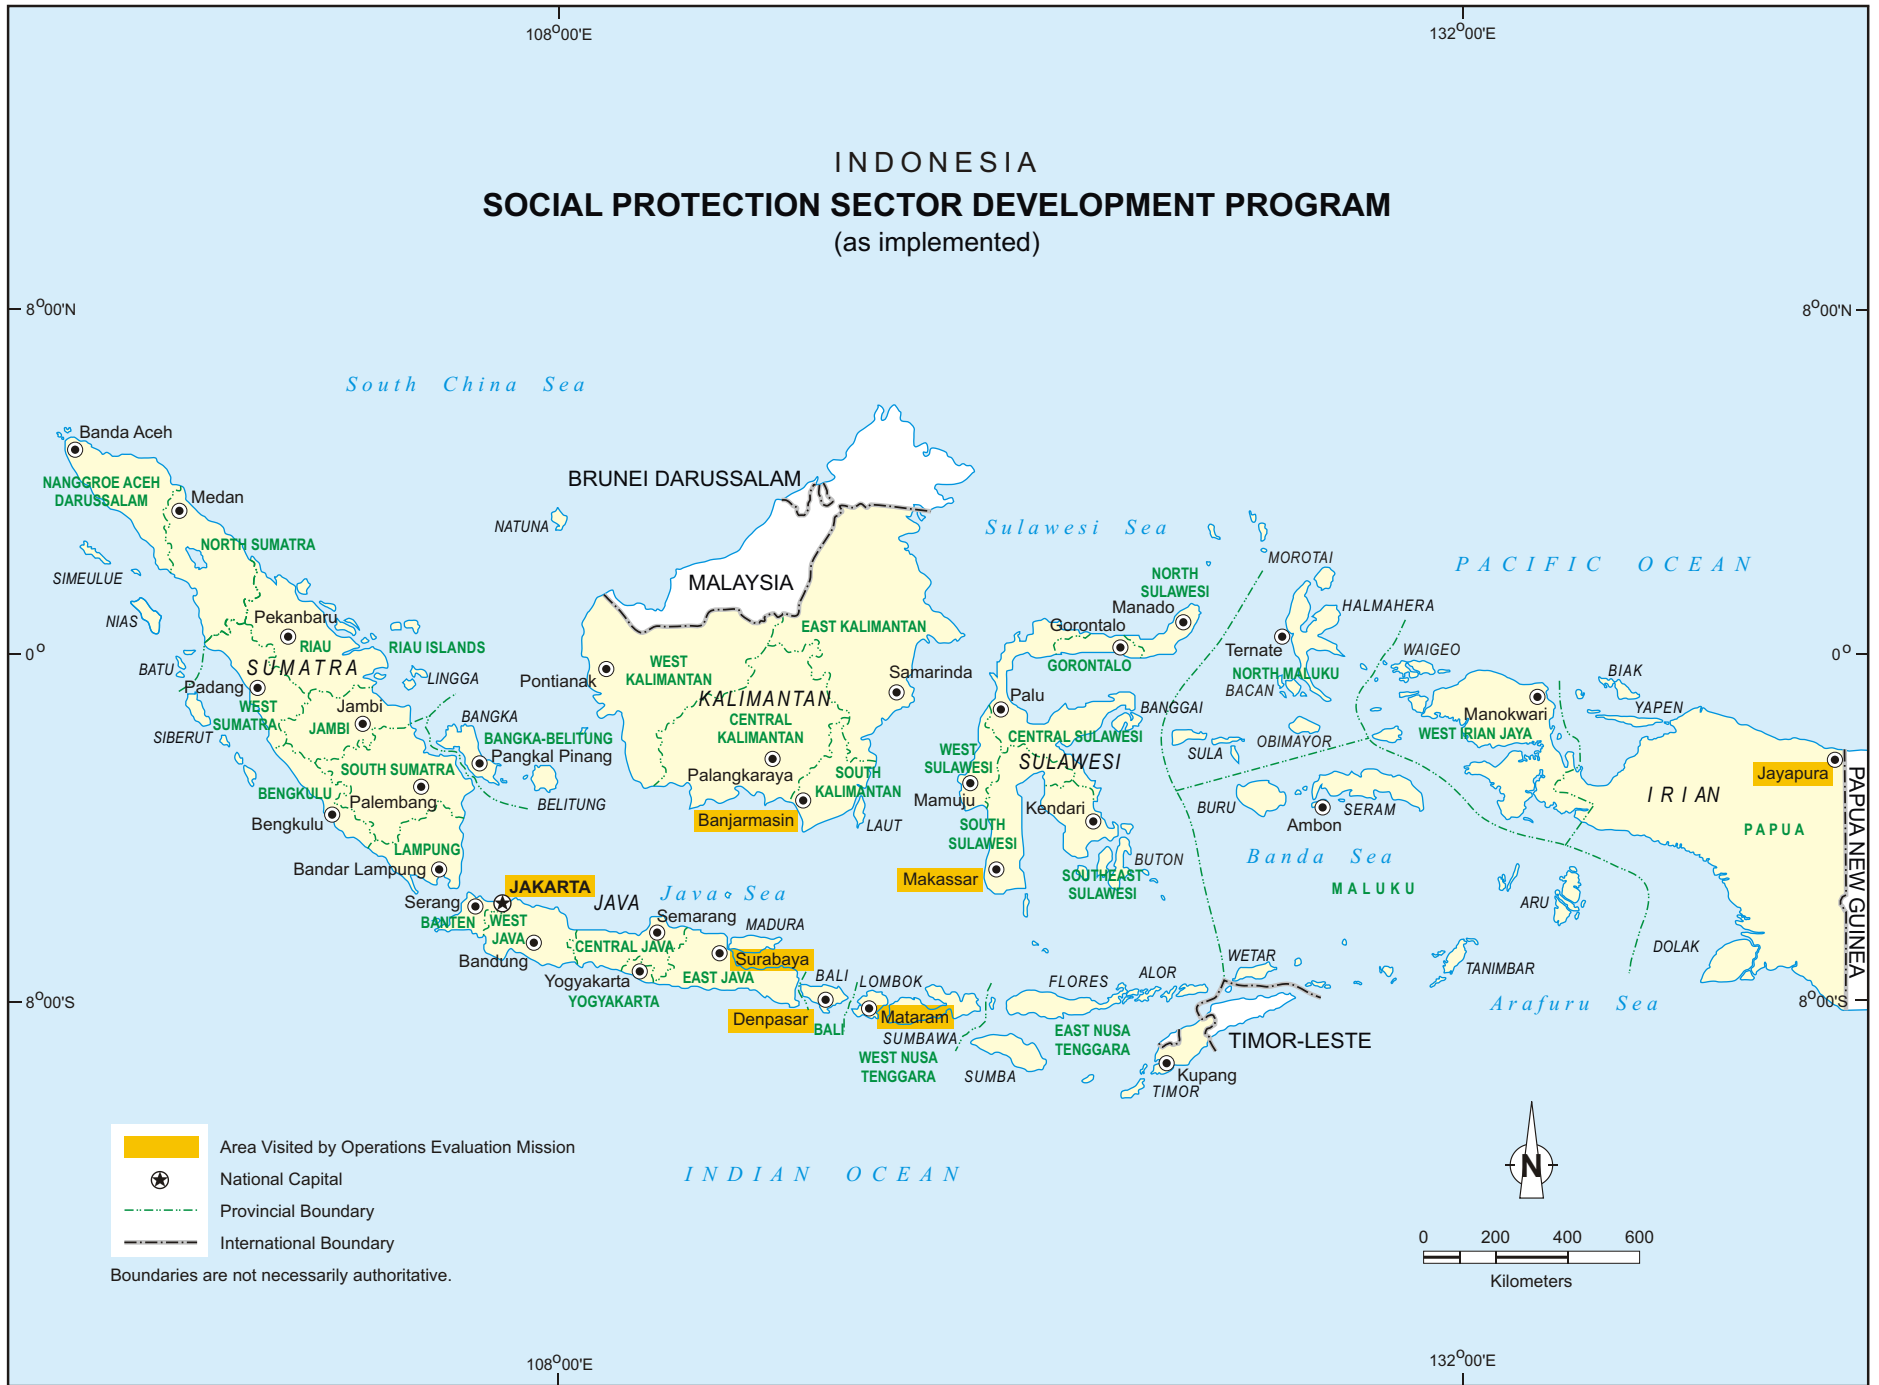 108°00'E
132°00'E
INDONESIA
SOCIAL PROTECTION SECTOR DEVELOPMENT PROGRAM
(as implemented)
8°00'N
8°00'N
South China Sea
Banda Aceh
NANGGROE ACEH
DARUSSALAM
Medan
BRUNEI DARUSSALAM
NATUNA
Sulawesi Sea
NORTH SUMATRA
MOROTAI
PACIFIC OCEAN
SIMEULUE
MALAYSIA
NORTH
SULAWESI
Manado
HALMAHERA
NIAS
Pekanbaru
RIAU
RIAU ISLANDS
EAST KALIMANTAN
Gorontalo
GORONTALO
Ternate
NORTH MALUKU
BACAN
WAIGEO
0°
0°
SUMATRA
BATU
LINGGA
Padang
WEST
SUMATRA
WEST
KALIMANTAN
Pontianak
KALIMANTAN
Samarinda
Palu
BIAK
YAPEN
Manokwari
WEST IRIAN JAYA
Jambi
JAMBI
BANGKA
BANGKA-BELITUNG
Pangkal Pinang
SIBERUT
CENTRAL
KALIMANTAN
BANGGAI
CENTRAL SULAWESI
SULA
OBIMAYOR
SOUTH SUMATRA
Palembang
BENGKULU
Bengkulu
BELITUNG
Palangkaraya
SOUTH
KALIMANTAN
Banjarmasin
LAUT
WEST
SULAWESI
SULAWESI
Mamuju
Kendari
BURU
SERAM
Ambon
Jayapura
IRIAN
PAPUA
PAPUA NEW GUINEA
LAMPUNG
Bandar Lampung
SOUTH
SULAWESI
Makassar
BUTON
SOUTHEAST
SULAWESI
Banda Sea
MALUKU
JAKARTA
Serang
BANTEN
WEST
JAVA
Bandung
JAVA
Java Sea
Semarang
CENTRAL JAVA
MADURA
Surabaya
EAST JAVA
Yogyakarta
YOGYAKARTA
ARU
DOLAK
TANIMBAR
WETAR
ALOR
FLORES
BALI
LOMBOK
8°00'S
8°00'S
Denpasar
BALI
Mataram
SUMBAWA
WEST NUSA
TENGGARA
SUMBA
EAST NUSA
TENGGARA
TIMOR-LESTE
Kupang
TIMOR
Arafuru Sea
INDIAN OCEAN
Area Visited by Operations Evaluation Mission
National Capital
Provincial Boundary
International Boundary
Boundaries are not necessarily authoritative.
N
0 200 400 600
Kilometers
108°00'E
132°00'E